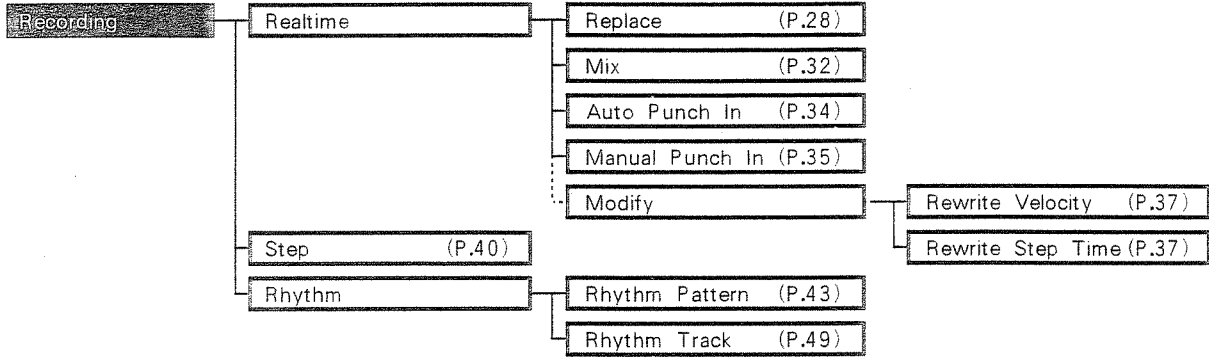 Recording
Realtime
Replace (P.28)
Mix (P.32)
Auto Punch In (P.34)
Manual Punch In (P.35)
Modify
Rewrite Velocity (P.37)
Rewrite Step Time (P.37)
Step (P.40)
Rhythm
Rhythm Pattern (P.43)
Rhythm Track (P.49)